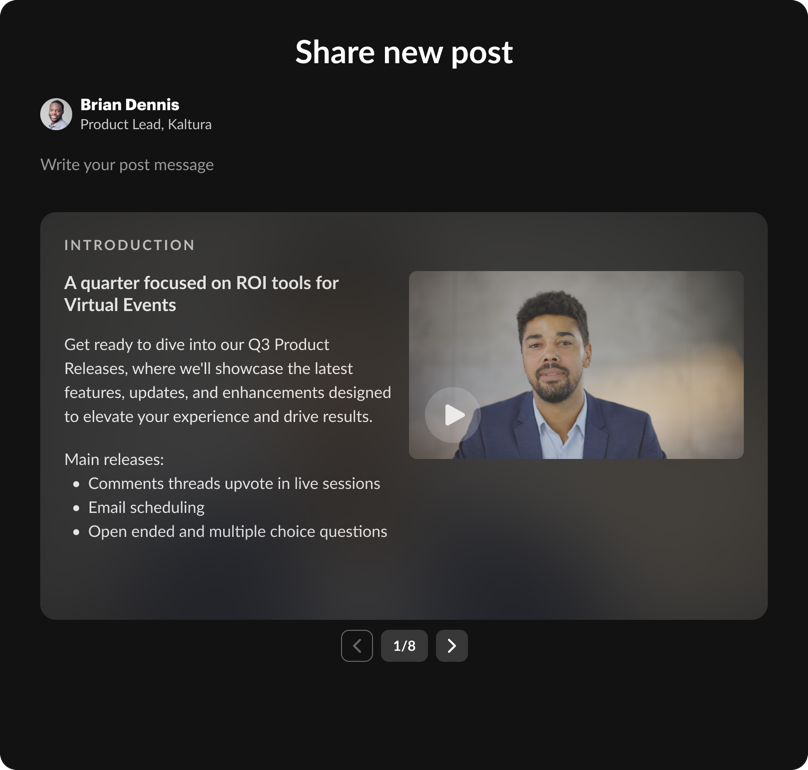 Share new post
Brian Dennis
Product Lead, Kaltura
Write your post message
INTRODUCTION
A quarter focused on ROI tools for
Virtual Events
Get ready to dive into our Q3 Product
Releases, where we'll showcase the latest
features, updates, and enhancements designed
to elevate your experience and drive results.
Main releases:
• Comments threads upvote in live sessions
• Email scheduling
• Open ended and multiple choice questions
1/8